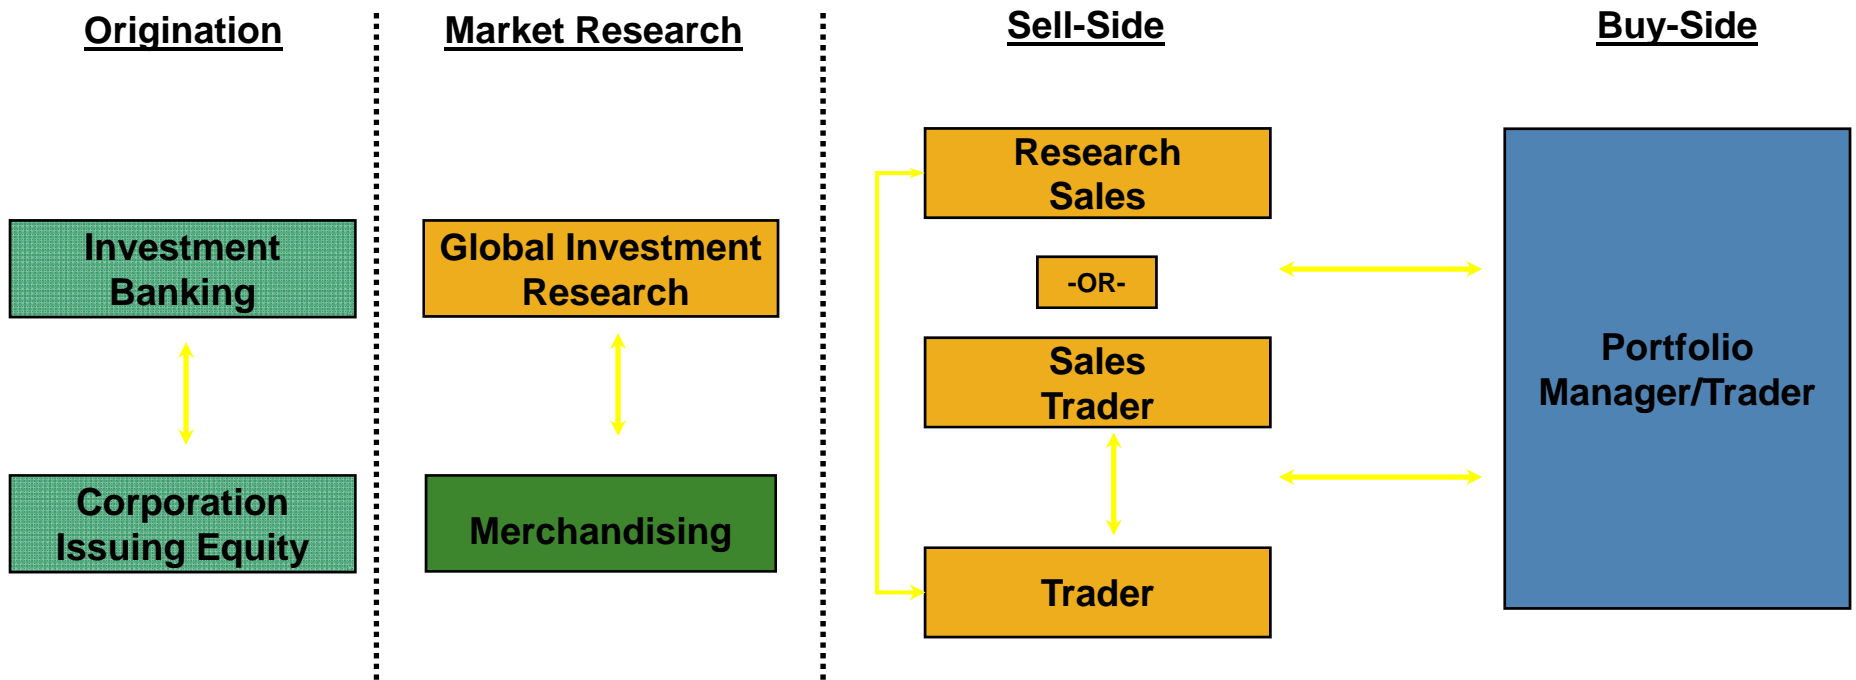 Origination
Market Research
Sell-Side
Buy-Side
Investment
Banking
Corporation
Issuing Equity
Global Investment
Research
Merchandising
Research
Sales
-OR-
Sales
Trader
Trader
Portfolio
Manager/Trader